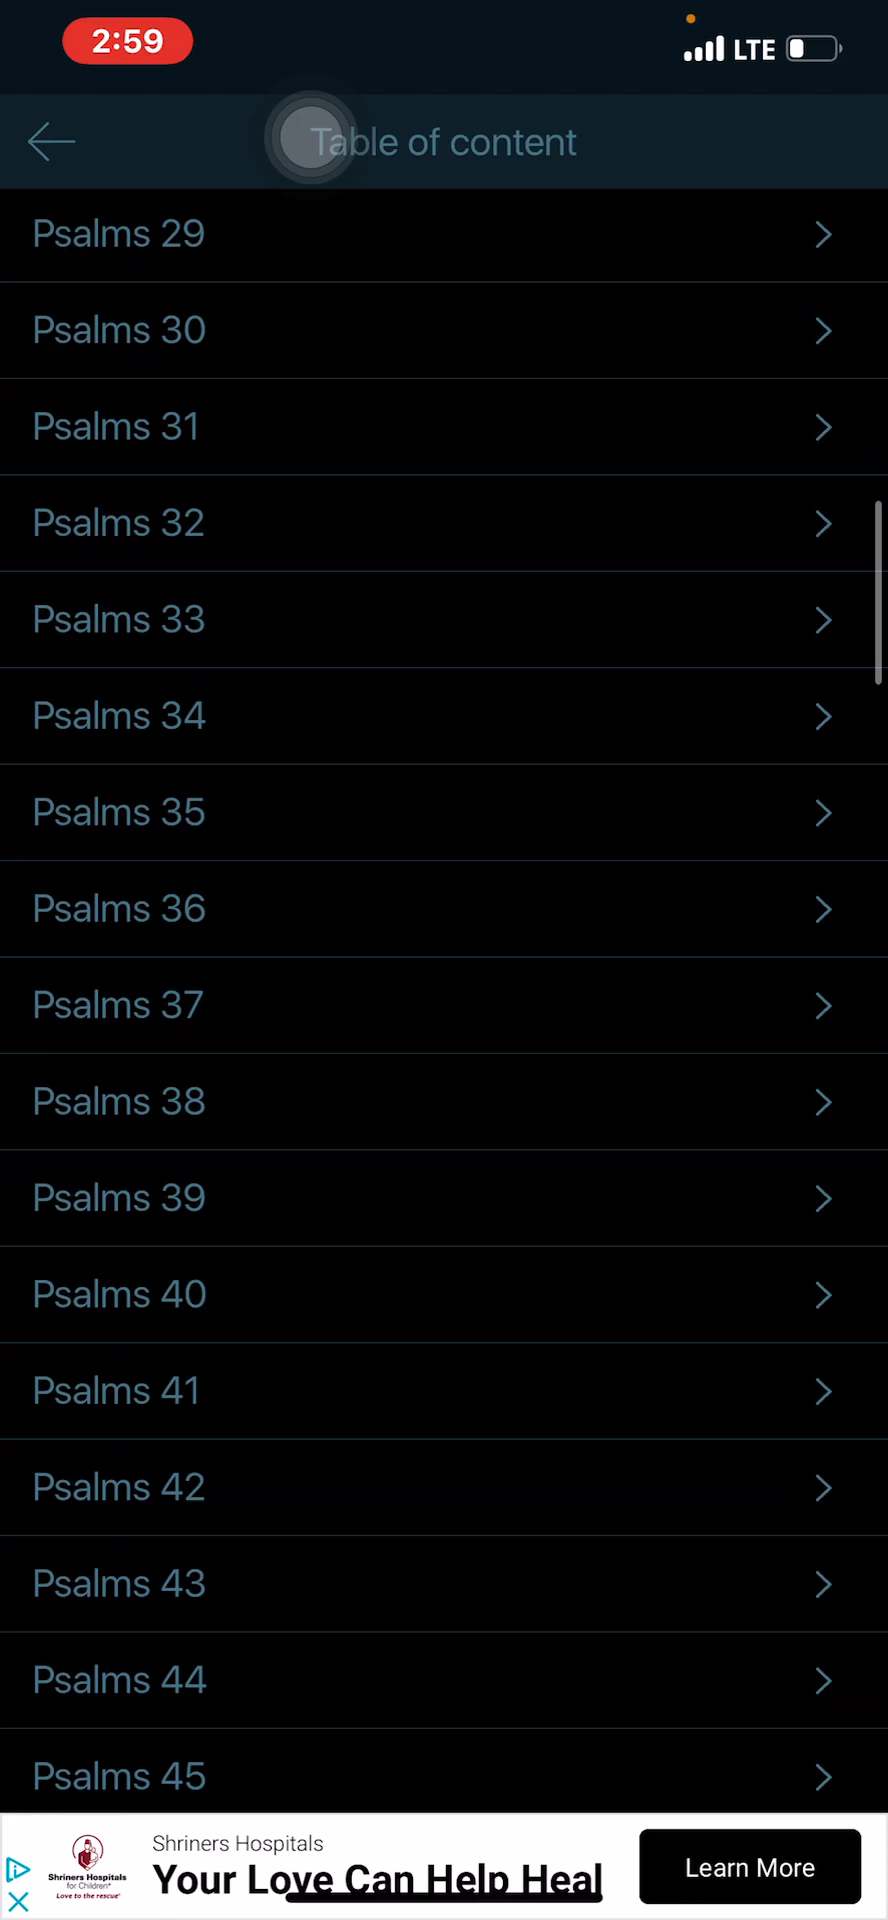 2:59
LTE
Table of content
Psalms 29
Psalms 30
Psalms 31
Psalms 32
Psalms 33
Psalms 34
Psalms 35
Psalms 36
Psalms 37
Psalms 38
Psalms 39
Psalms 40
Psalms 41
Psalms 42
Psalms 43
Psalms 44
Psalms 45
Shriners Hospitals
for Children®
Love to the rescue®
Shriners Hospitals
Your Love Can Help Heal
Learn More